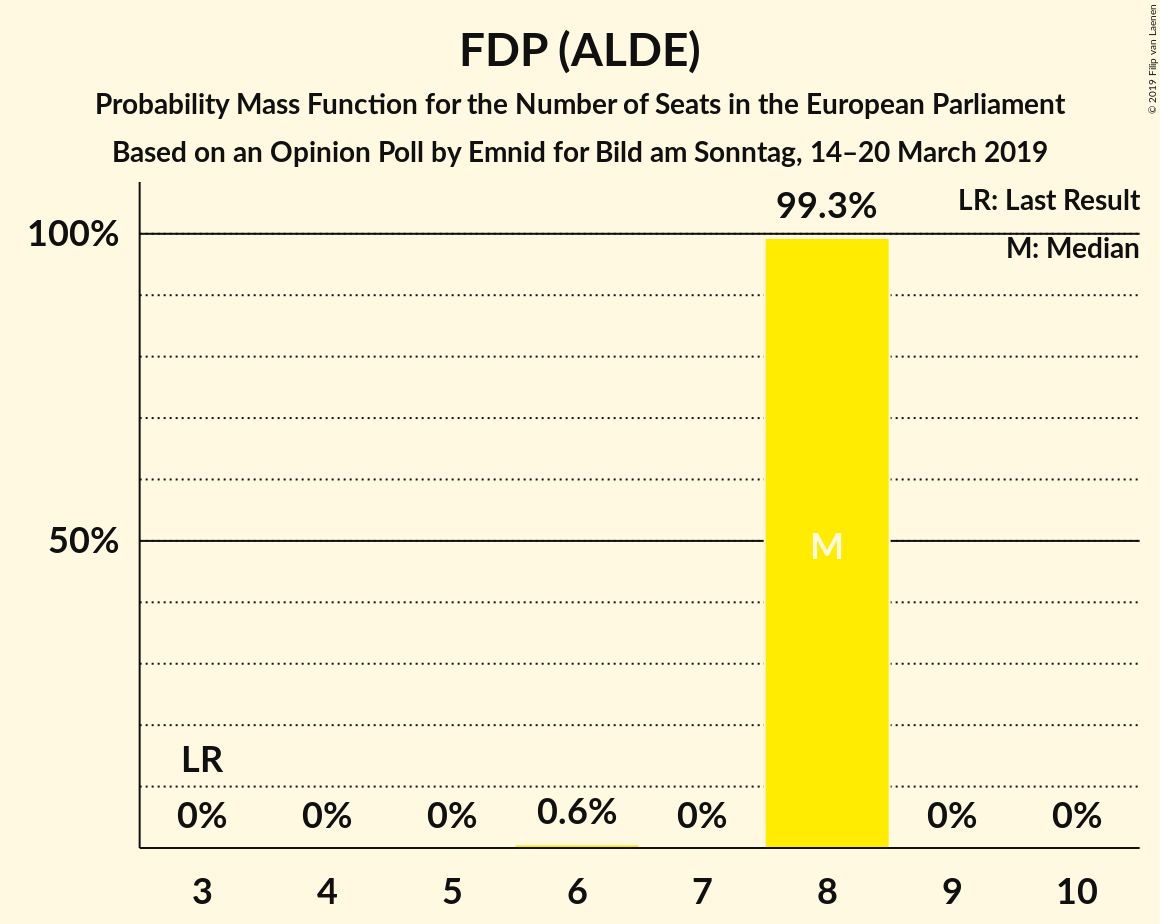 FDP (ALDE)
Probability Mass Function for the Number of Seats in the European Parliament
Based on an Opinion Poll by Emnid for Bild am Sonntag, 14–20 March 2019
© 2019 Filip van Laenen
LR: Last Result
M: Median
100%
50%
99.3%
M
LR
0%
0%
0%
0.6%
0%
0%
0%
3
4
5
6
7
8
9
10